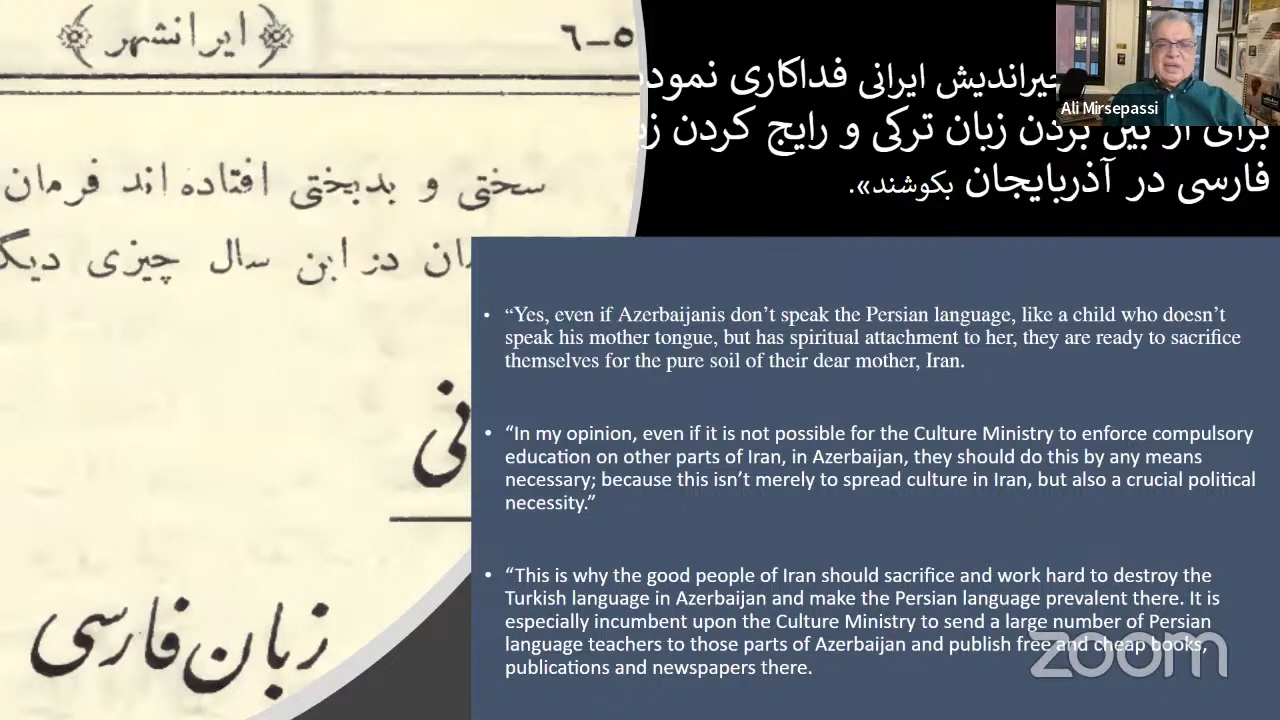 ۵-۶ ﴿ ایرانشهر ﴾
سختی و بدبختی افتاده اند فرمان
در این سال چیزی
زبان فارسی
ایرانی فداکاری
برای از بین بردن زبان ترکی و رایج کردن
فارسی در آذربایجان بکوشند».
Ali Mirsepassi
• “Yes, even if Azerbaijanis don’t speak the Persian language, like a child who doesn’t
speak his mother tongue, but has spiritual attachment to her, they are ready to sacrifice
themselves for the pure soil of their dear mother, Iran.
• “In my opinion, even if it is not possible for the Culture Ministry to enforce compulsory
education on other parts of Iran, in Azerbaijan, they should do this by any means
necessary; because this isn’t merely to spread culture in Iran, but also a crucial political
necessity.”
• “This is why the good people of Iran should sacrifice and work hard to destroy the
Turkish language in Azerbaijan and make the Persian language prevalent there. It is
especially incumbent upon the Culture Ministry to send a large number of Persian
language teachers to those parts of Azerbaijan and publish free and cheap books,
publications and newspapers there.
zoom